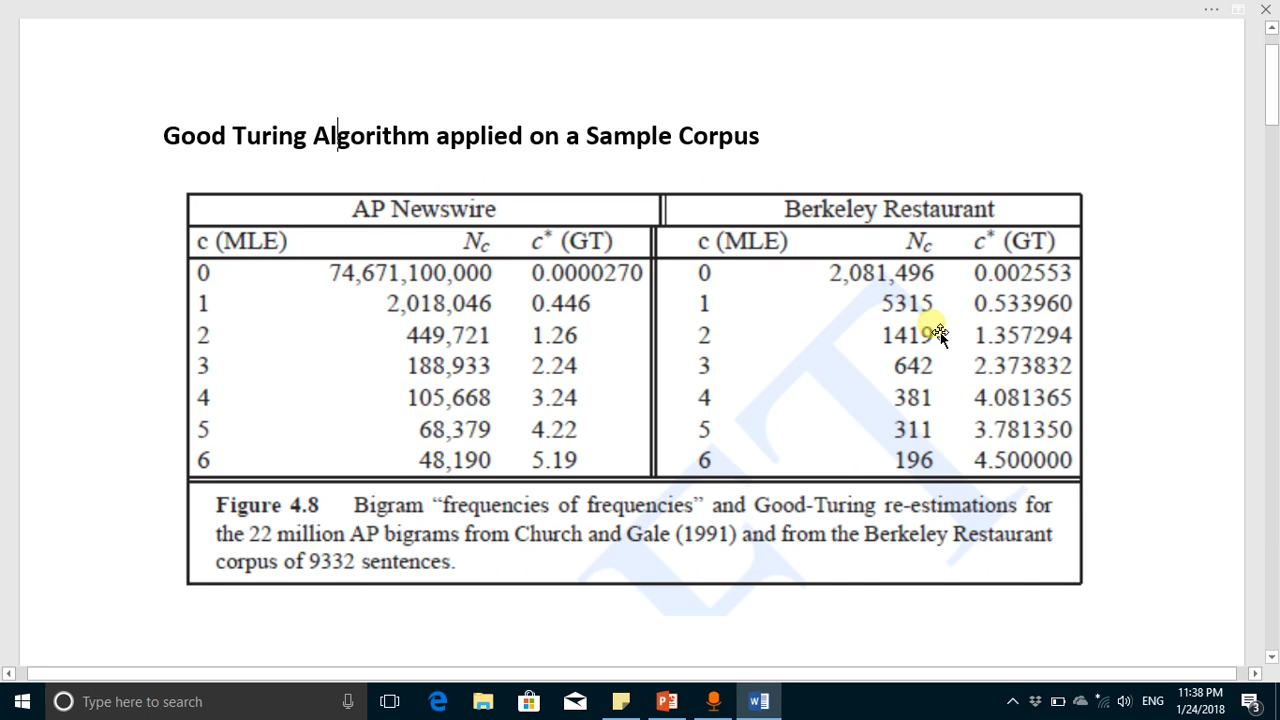 Good Turing Algorithm applied on a Sample Corpus
AP Newswire Berkeley Restaurant
c (MLE) Nc c* (GT) c (MLE) Nc c* (GT)
0 74,671,100,000 0.0000270 0 2,081,496 0.002553
1 2,018,046 0.446 1 5315 0.533960
2 449,721 1.26 2 1419 1.357294
3 188,933 2.24 3 642 2.373832
4 105,668 3.24 4 381 4.081365
5 68,379 4.22 5 311 3.781350
6 48,190 5.19 6 196 4.500000
Figure 4.8 Bigram “frequencies of frequencies” and Good-Turing re-estimations for
the 22 million AP bigrams from Church and Gale (1991) and from the Berkeley Restaurant
corpus of 9332 sentences.
Type here to search
ENG
11:38 PM
1/24/2018
3